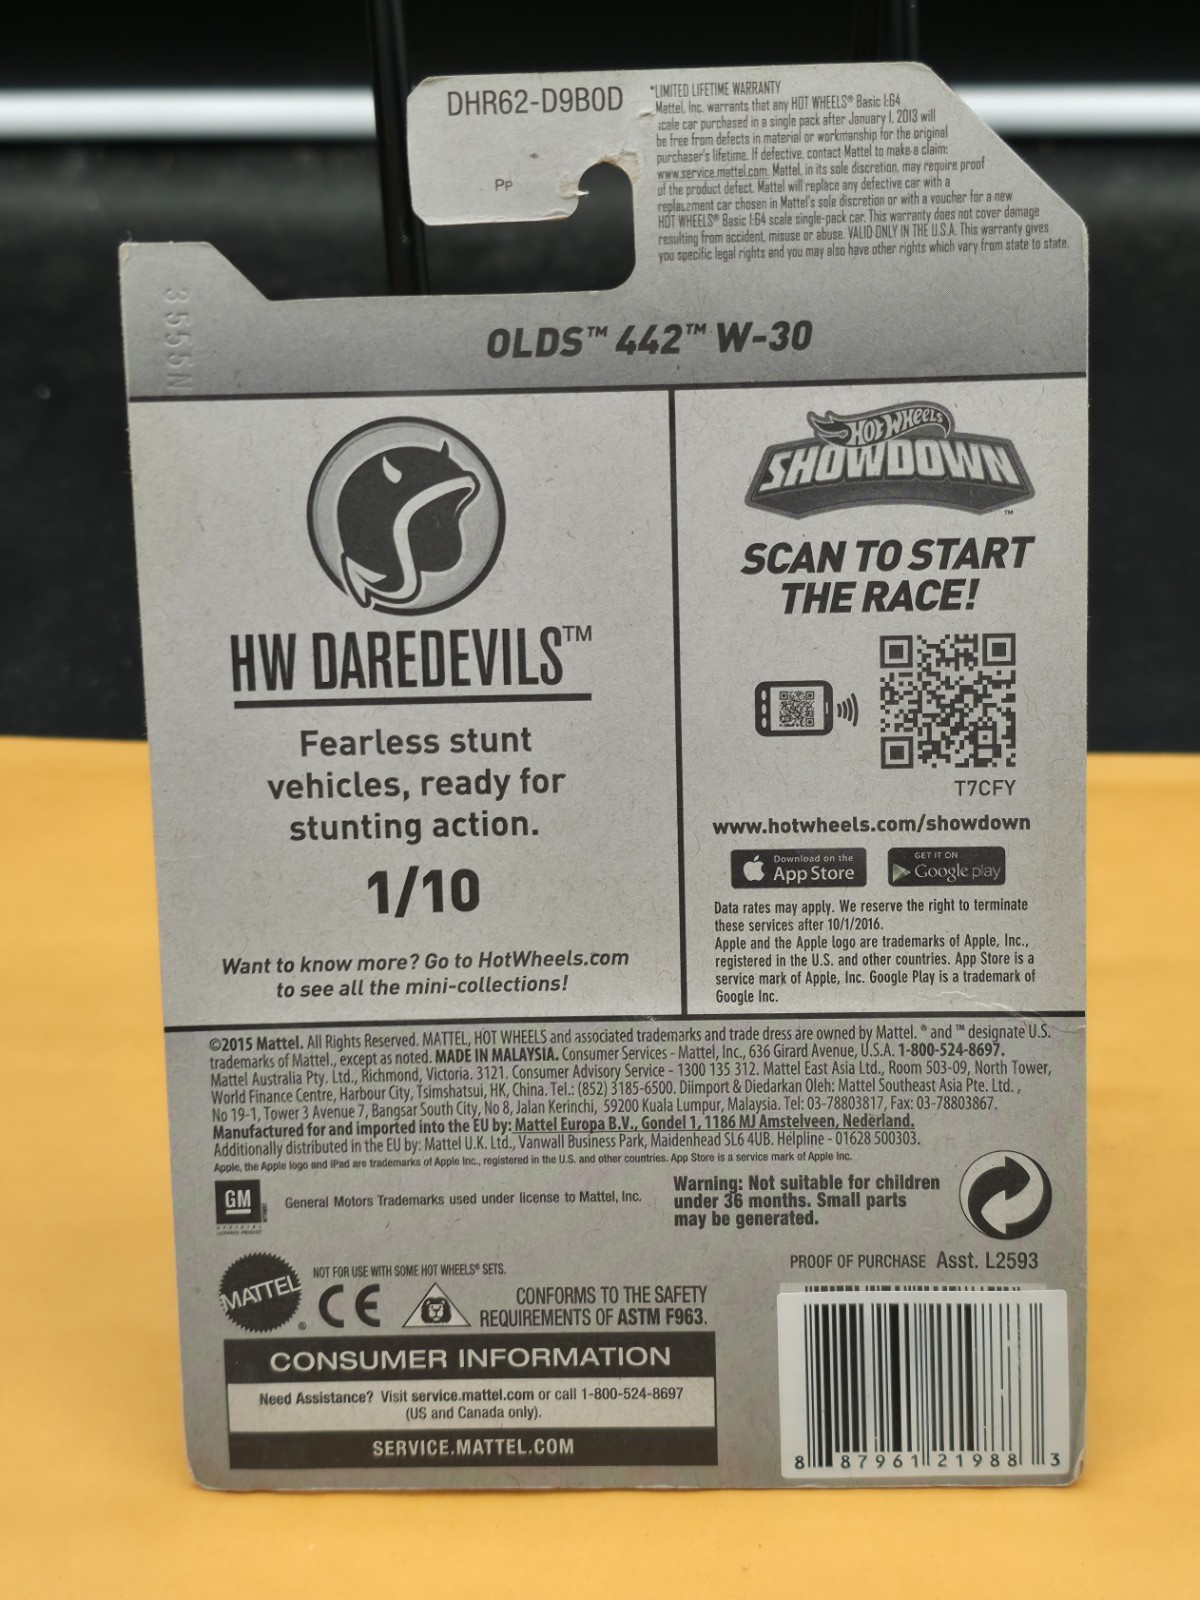 DHR62-D9B0D
Pp
*LIMITED LIFETIME WARRANTY
Mattel, Inc. warrants that any HOT WHEELS® Basic 1:64
scale car purchased in a single pack after January 1, 2013 will
be free from defects in material or workmanship for the original
purchaser's lifetime. If defective, contact Mattel to make a claim:
www.service.mattel.com. Mattel, in its sole discretion, may require proof
of the product defect. Mattel will replace any defective car with a
replacement car chosen in Mattel's sole discretion or with a voucher for a new
HOT WHEELS® Basic 1:64 scale single-pack car. This warranty does not cover damage
resulting from accident, misuse or abuse. VALID ONLY IN THE U.S.A. This warranty gives
you specific legal rights and you may also have other rights which vary from state to state.
3555N
OLDS™ 442™ W-30
HW DAREDEVILS™
Fearless stunt
vehicles, ready for
stunting action.
1/10
Want to know more? Go to HotWheels.com
to see all the mini-collections!
HOT WHEELS
SHOWDOWN™
SCAN TO START
THE RACE!
T7CFY
www.hotwheels.com/showdown
Download on the
App Store
GET IT ON
Google play
Data rates may apply. We reserve the right to terminate
these services after 10/1/2016.
Apple and the Apple logo are trademarks of Apple, Inc.,
registered in the U.S. and other countries. App Store is a
service mark of Apple, Inc. Google Play is a trademark of
Google Inc.
©2015 Mattel. All Rights Reserved. MATTEL, HOT WHEELS and associated trademarks and trade dress are owned by Mattel. ® and ™ designate U.S.
trademarks of Mattel., except as noted. MADE IN MALAYSIA. Consumer Services - Mattel, Inc., 636 Girard Avenue, U.S.A. 1-800-524-8697.
Mattel Australia Pty. Ltd., Richmond, Victoria. 3121. Consumer Advisory Service - 1300 135 312. Mattel East Asia Ltd., Room 503-09, North Tower,
World Finance Centre, Harbour City, Tsimshatsui, HK, China. Tel.: (852) 3185-6500. Diimport & Diedarkan Oleh: Mattel Southeast Asia Pte. Ltd.,
No 19-1, Tower 3 Avenue 7, Bangsar South City, No 8, Jalan Kerinchi, 59200 Kuala Lumpur, Malaysia. Tel: 03-78803817, Fax: 03-78803867.
Manufactured for and imported into the EU by: Mattel Europa B.V., Gondel 1, 1186 MJ Amstelveen, Nederland.
Additionally distributed in the EU by: Mattel U.K. Ltd., Vanwall Business Park, Maidenhead SL6 4UB. Helpline - 01628 500303.
Apple, the Apple logo and iPad are trademarks of Apple Inc., registered in the U.S. and other countries. App Store is a service mark of Apple Inc.
GM
General Motors Trademarks used under license to Mattel, Inc.
Warning: Not suitable for children
under 36 months. Small parts
may be generated.
PROOF OF PURCHASE Asst. L2593
MATTEL®
NOT FOR USE WITH SOME HOT WHEELS® SETS.
CE
CONFORMS TO THE SAFETY
REQUIREMENTS OF ASTM F963.
CONSUMER INFORMATION
Need Assistance? Visit service.mattel.com or call 1-800-524-8697
(US and Canada only).
SERVICE.MATTEL.COM
8 87961 21988 3